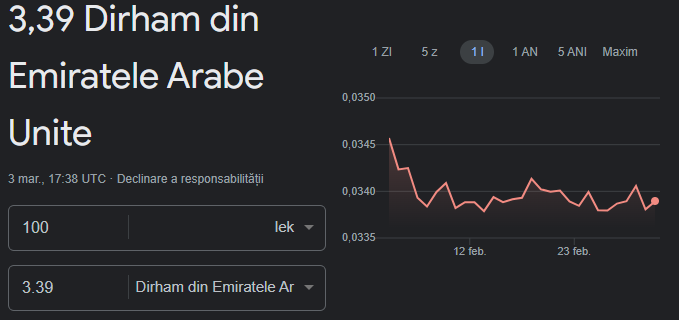 3,39 Dirham din
Emiratele Arabe
Unite
3 mar., 17:38 UTC · Declinare a responsabilității
100 lek
3.39 Dirham din Emiratele Ar
1 ZI 5 z 1 l 1 AN 5 ANI Maxim
0,0350
0,0345
0,0340
0,0335
12 feb. 23 feb.